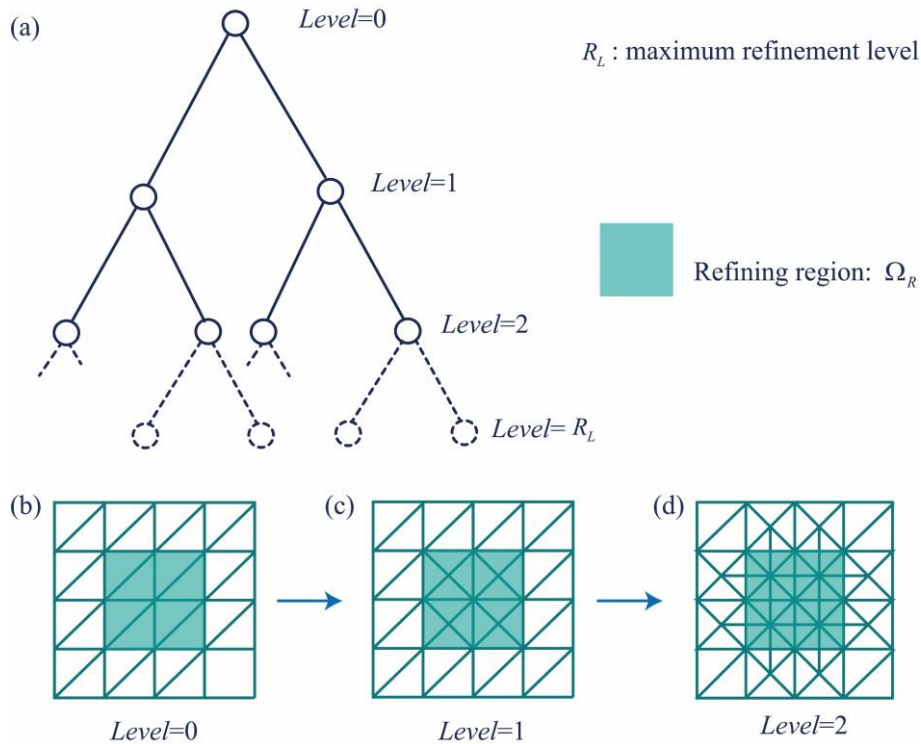 (a)
Level=0
R_L : maximum refinement level
Level=1
Refining region: Ω_R
Level=2
Level= R_L
(b)
(c)
(d)
Level=0
Level=1
Level=2